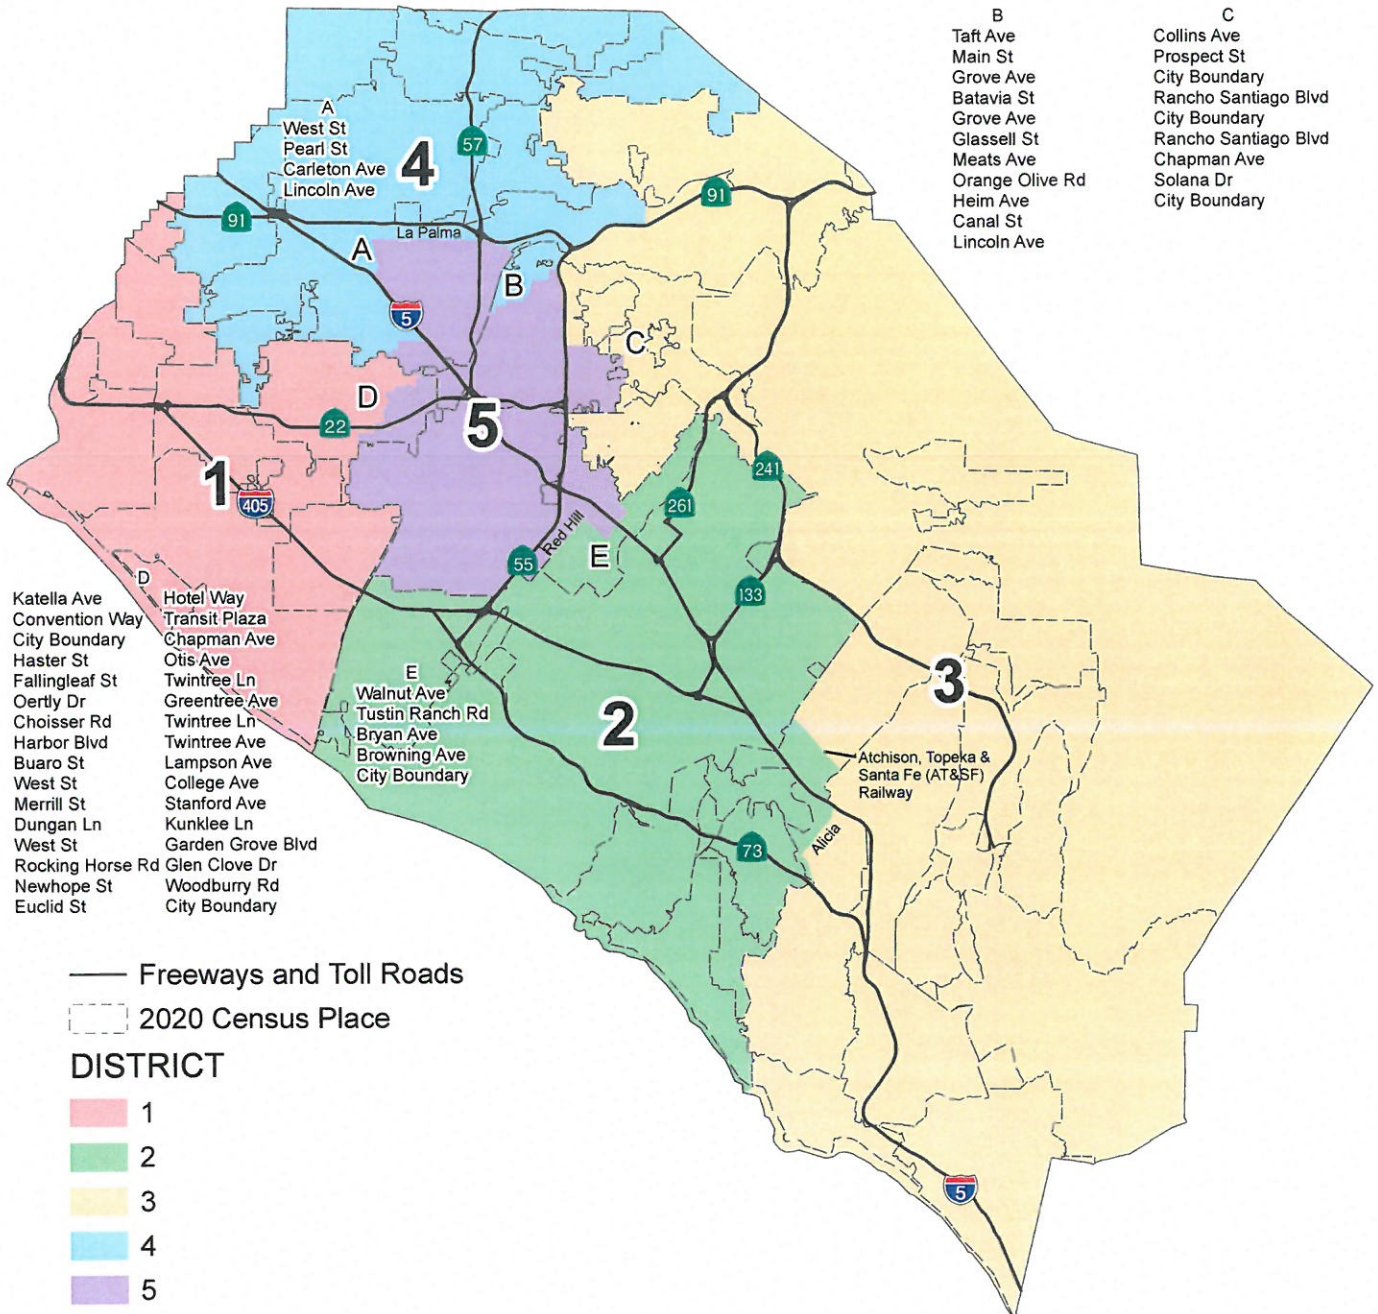 B
Taft Ave
Main St
Grove Ave
Batavia St
Grove Ave
Glassell St
Meats Ave
Orange Olive Rd
Heim Ave
Canal St
Lincoln Ave
C
Collins Ave
Prospect St
City Boundary
Rancho Santiago Blvd
City Boundary
Rancho Santiago Blvd
Chapman Ave
Solana Dr
City Boundary
A
West St
Pearl St
Carleton Ave
Lincoln Ave
4
57
91
91
La Palma
A
B
5
C
D
22
5
1
405
241
261
Red Hill
55
E
133
D
Katella Ave
Convention Way
City Boundary
Haster St
Fallingleaf St
Oertly Dr
Choisser Rd
Harbor Blvd
Buaro St
West St
Merrill St
Dungan Ln
West St
Rocking Horse Rd
Newhope St
Euclid St
Hotel Way
Transit Plaza
Chapman Ave
Otis Ave
Twintree Ln
Greentree Ave
Twintree Ln
Twintree Ave
Lampson Ave
College Ave
Stanford Ave
Kunklee Ln
Garden Grove Blvd
Glen Clove Dr
Woodburry Rd
City Boundary
E
Walnut Ave
Tustin Ranch Rd
Bryan Ave
Browning Ave
City Boundary
2
3
Atchison, Topeka &
Santa Fe (AT&SF)
Railway
Alicia
73
5
Freeways and Toll Roads
2020 Census Place
DISTRICT
1
2
3
4
5